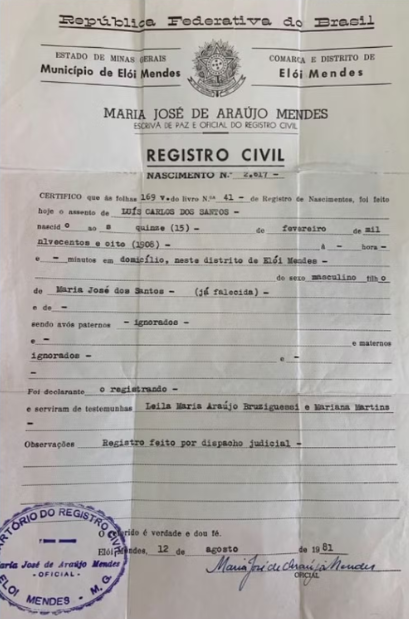 República Federativa do Brasil
ESTADO DE MINAS GERAIS
Município de Elói Mendes
COMARCA E DISTRITO DE
Elói Mendes
MARIA JOSÉ DE ARAÚJO MENDES
ESCRIVÃ DE PAZ E OFICIAL DO REGISTRO CIVIL
REGISTRO CIVIL
NASCIMENTO N.º 2.617 -
CERTIFICO que às folhas 169 v. do livro N.º 41 - de Registro de Nascimentos, foi feito
hoje o assento de LUÍS CARLOS DOS SANTOS -
nascid o ao s quinze (15) - de fevereiro de mil
novecentos e oito (1908) à - hora -
e - minutos em domicílio, neste distrito de Elói Mendes -
do sexo masculino filho
de Maria José dos Santos - (já falecida) -
e de -
sendo avós paternos - ignorados -
e - e maternos
ignorados - e -
-
Foi declarante o registrando -
e serviram de testemunhas Leila Maria Araújo Bruziguessi e Mariana Martins
-
Observações Registro feito por despacho judicial -
O referido é verdade e dou fé.
Elói Mendes, 12 de agosto de 1981
Maria José de Araújo Mendes
OFICIAL
CARTÓRIO DO REGISTRO CIVIL
Maria José de Araújo Mendes
- OFICIAL -
ELOI MENDES - M. G.